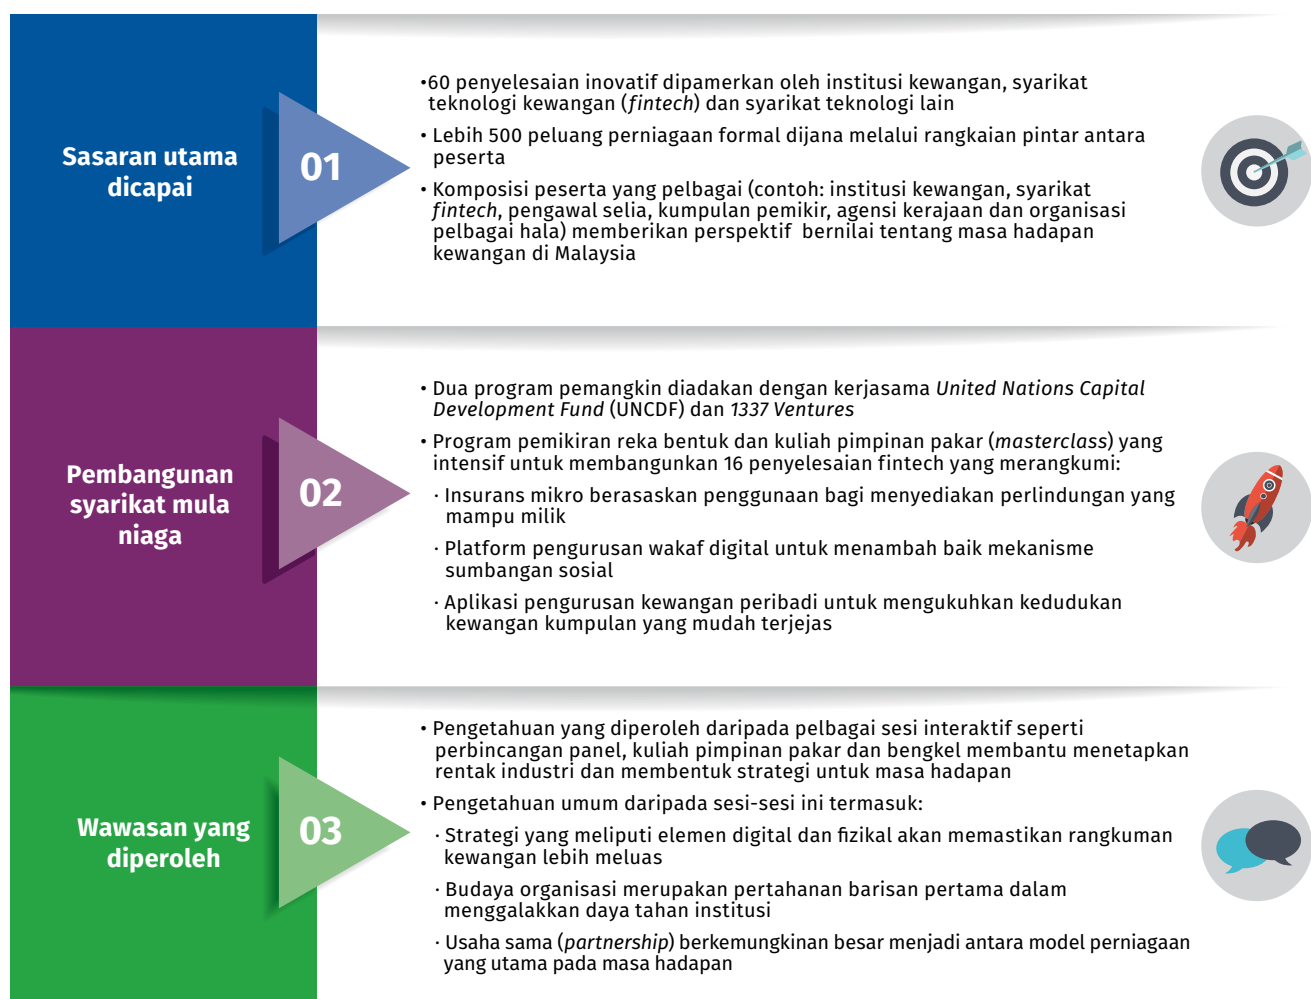 Sasaran utama
dicapai
01
•60 penyelesaian inovatif dipamerkan oleh institusi kewangan, syarikat
teknologi kewangan (fintech) dan syarikat teknologi lain
• Lebih 500 peluang perniagaan formal dijana melalui rangkaian pintar antara
peserta
• Komposisi peserta yang pelbagai (contoh: institusi kewangan, syarikat
fintech, pengawal selia, kumpulan pemikir, agensi kerajaan dan organisasi
pelbagai hala) memberikan perspektif bernilai tentang masa hadapan
kewangan di Malaysia
Pembangunan
syarikat mula
niaga
02
• Dua program pemangkin diadakan dengan kerjasama United Nations Capital
Development Fund (UNCDF) dan 1337 Ventures
• Program pemikiran reka bentuk dan kuliah pimpinan pakar (masterclass) yang
intensif untuk membangunkan 16 penyelesaian fintech yang merangkumi:
· Insurans mikro berasaskan penggunaan bagi menyediakan perlindungan yang
mampu milik
· Platform pengurusan wakaf digital untuk menambah baik mekanisme
sumbangan sosial
· Aplikasi pengurusan kewangan peribadi untuk mengukuhkan kedudukan
kewangan kumpulan yang mudah terjejas
Wawasan yang
diperoleh
03
• Pengetahuan yang diperoleh daripada pelbagai sesi interaktif seperti
perbincangan panel, kuliah pimpinan pakar dan bengkel membantu menetapkan
rentak industri dan membentuk strategi untuk masa hadapan
• Pengetahuan umum daripada sesi-sesi ini termasuk:
· Strategi yang meliputi elemen digital dan fizikal akan memastikan rangkuman
kewangan lebih meluas
· Budaya organisasi merupakan pertahanan barisan pertama dalam
menggalakkan daya tahan institusi
· Usaha sama (partnership) berkemungkinan besar menjadi antara model perniagaan
yang utama pada masa hadapan